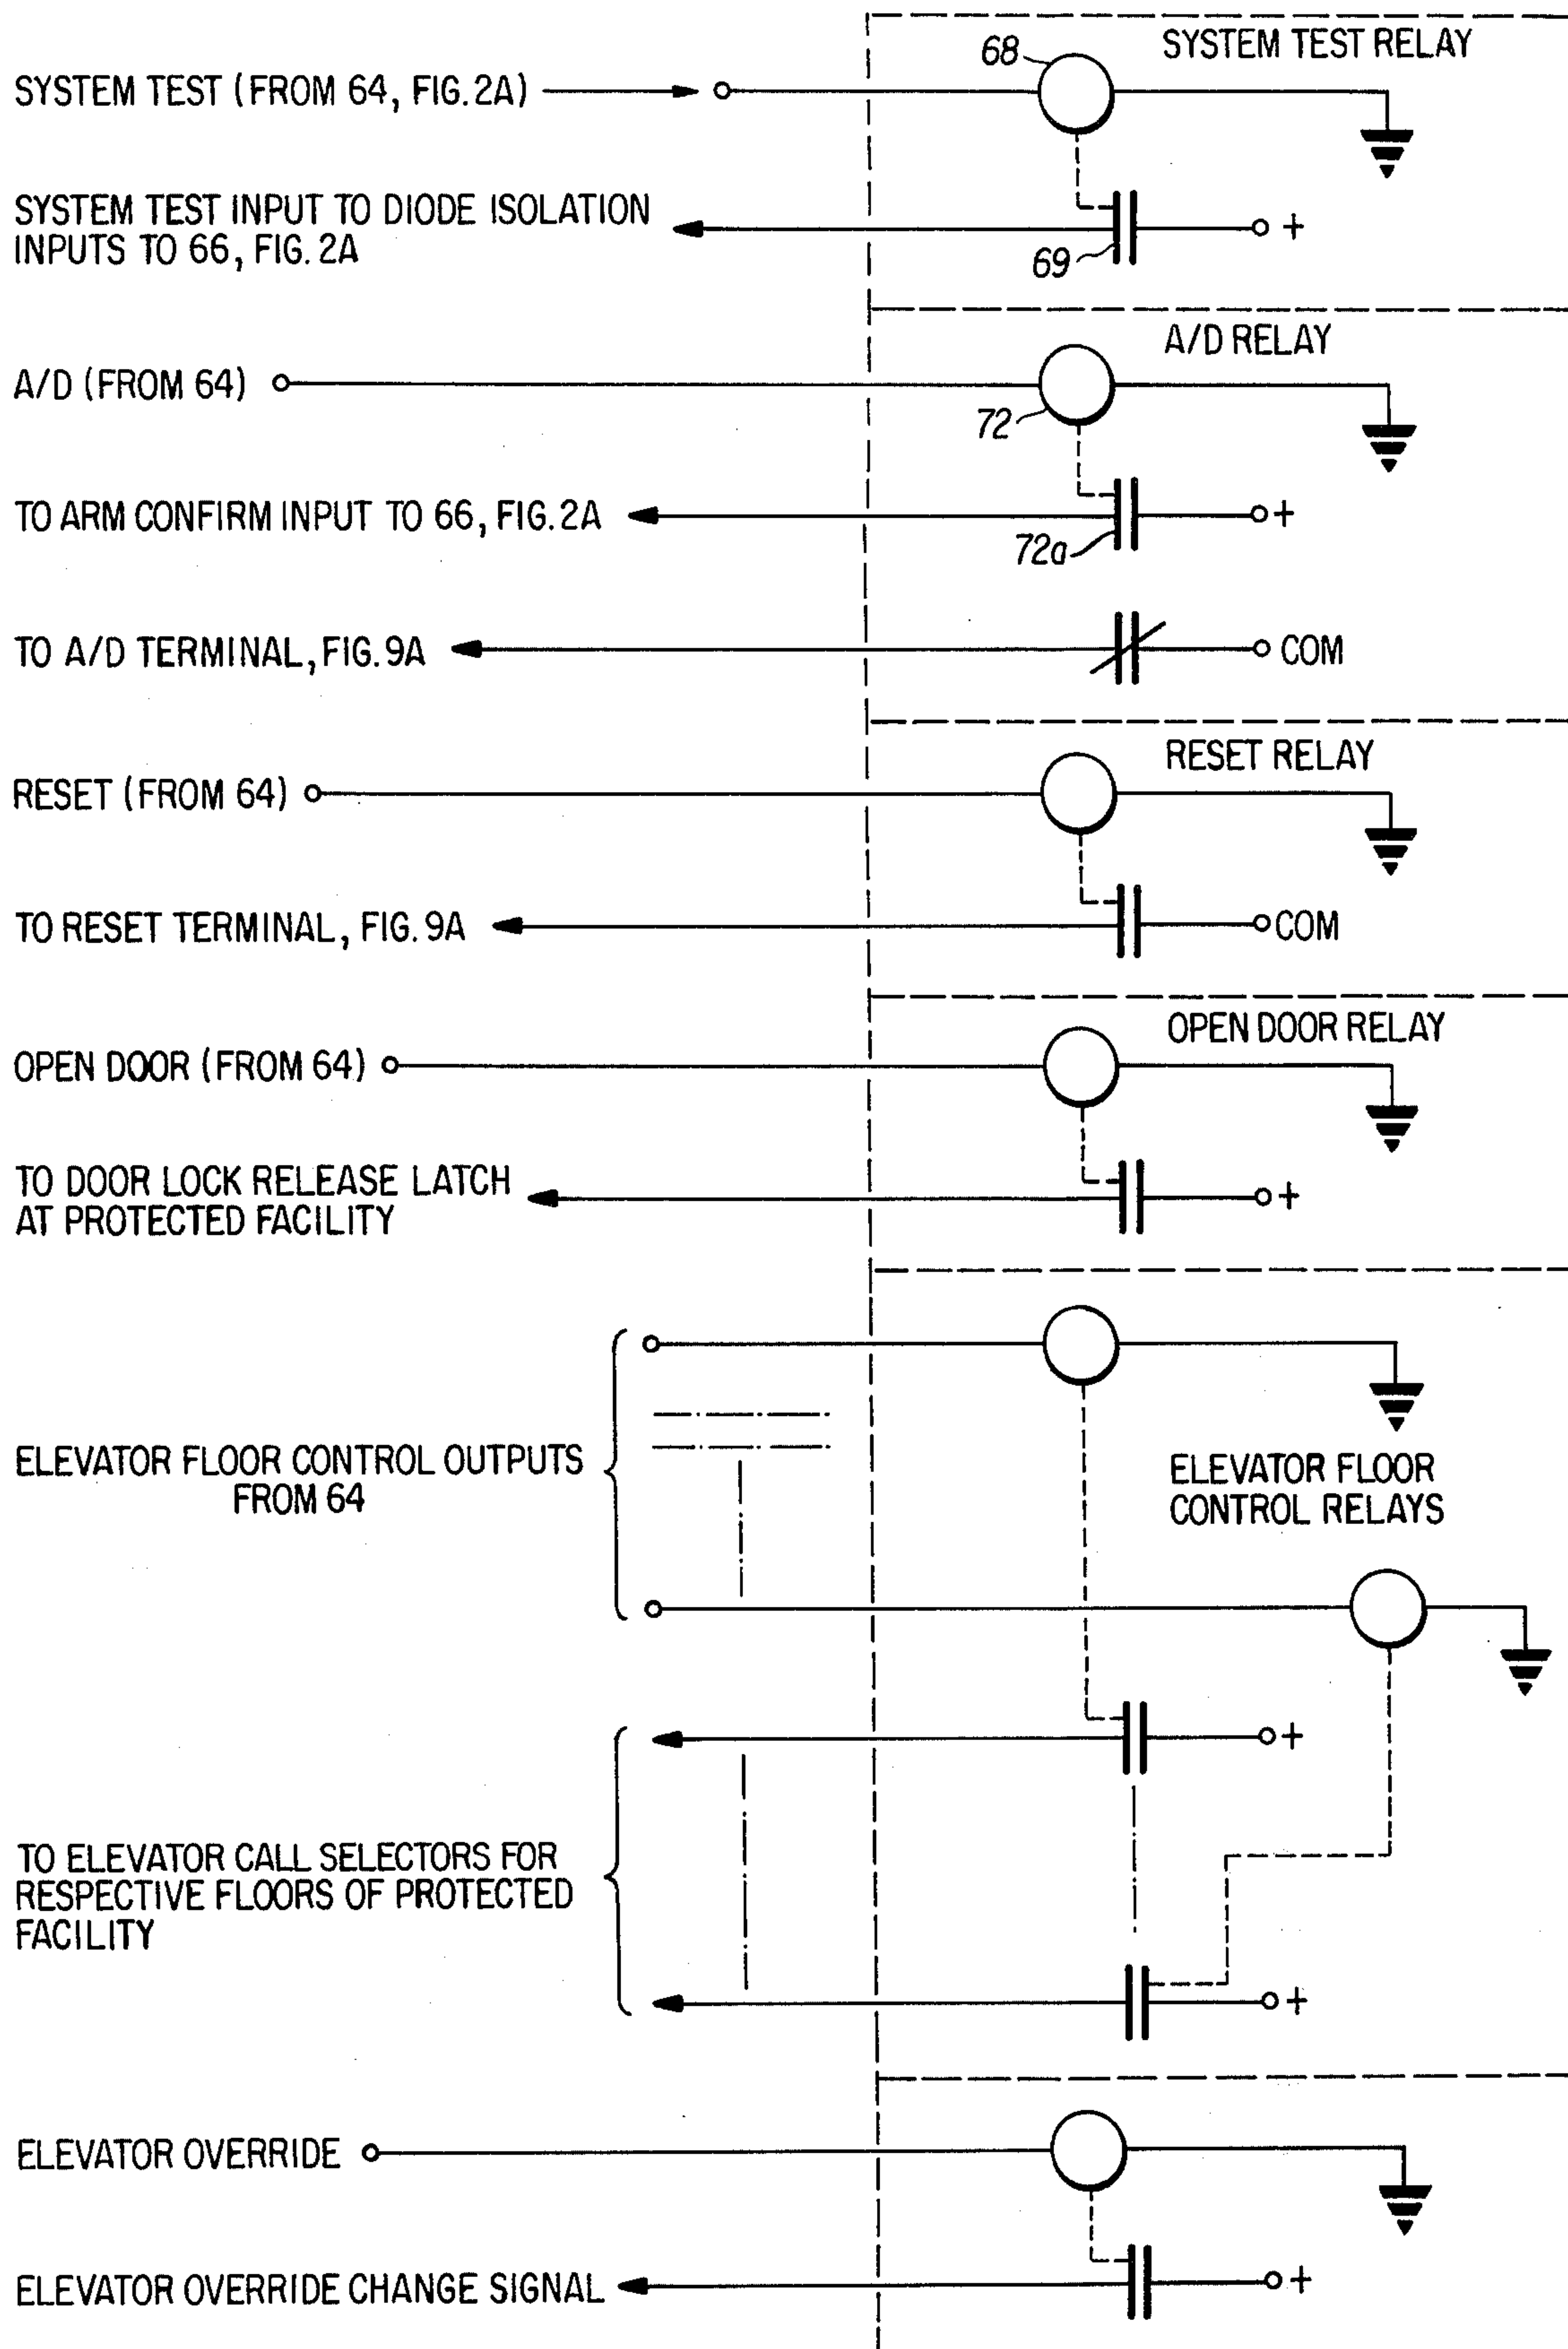 SYSTEM TEST RELAY
68
SYSTEM TEST (FROM 64, FIG. 2A)
SYSTEM TEST INPUT TO DIODE ISOLATION
INPUTS TO 66, FIG. 2A
+
69
A/D RELAY
A/D (FROM 64)
72
TO ARM CONFIRM INPUT TO 66, FIG. 2A
+
72a
TO A/D TERMINAL, FIG. 9A
COM
RESET RELAY
RESET (FROM 64)
TO RESET TERMINAL, FIG. 9A
COM
OPEN DOOR RELAY
OPEN DOOR (FROM 64)
TO DOOR LOCK RELEASE LATCH
AT PROTECTED FACILITY
+
ELEVATOR FLOOR CONTROL OUTPUTS
FROM 64
ELEVATOR FLOOR
CONTROL RELAYS
+
TO ELEVATOR CALL SELECTORS FOR
RESPECTIVE FLOORS OF PROTECTED
FACILITY
+
ELEVATOR OVERRIDE
ELEVATOR OVERRIDE CHANGE SIGNAL
+